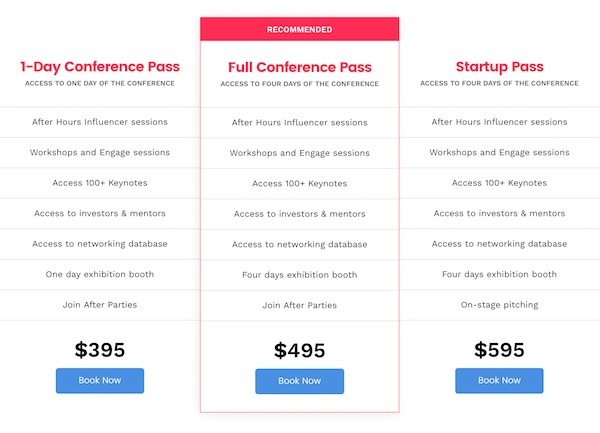 RECOMMENDED
1-Day Conference Pass
ACCESS TO ONE DAY OF THE CONFERENCE
After Hours Influencer sessions
Workshops and Engage sessions
Access 100+ Keynotes
Access to investors & mentors
Access to networking database
One day exhibition booth
Join After Parties
$395
Book Now
Full Conference Pass
ACCESS TO FOUR DAYS OF THE CONFERENCE
After Hours Influencer sessions
Workshops and Engage sessions
Access 100+ Keynotes
Access to investors & mentors
Access to networking database
Four days exhibition booth
Join After Parties
$495
Book Now
Startup Pass
ACCESS TO FOUR DAYS OF THE CONFERENCE
After Hours Influencer sessions
Workshops and Engage sessions
Access 100+ Keynotes
Access to investors & mentors
Access to networking database
Four days exhibition booth
On-stage pitching
$595
Book Now